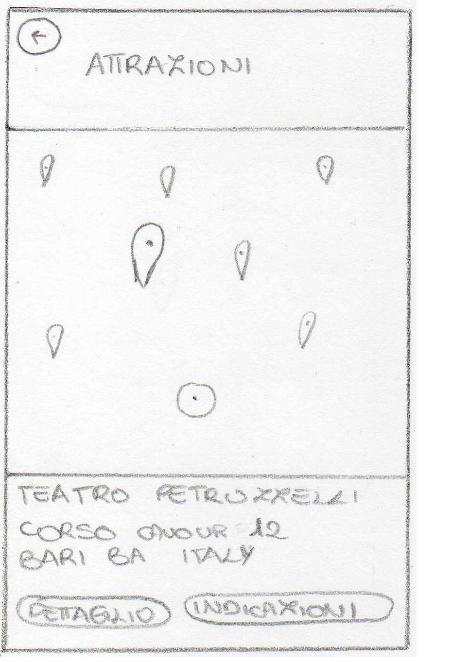 ATTRAZIONI
TEATRO PETRUZZELLI
CORSO CAVOUR 12
BARI BA ITALY
DETTAGLIO INDICAZIONI